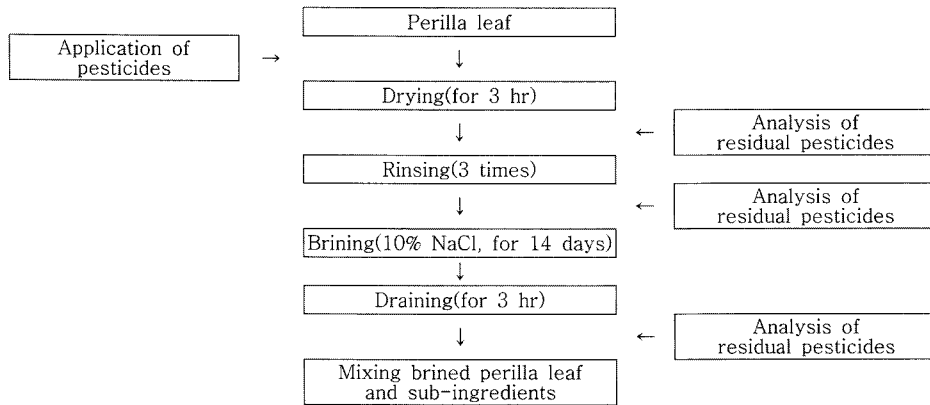 Perilla leaf
Application of
pesticides
→
↓
Drying(for 3 hr)
↓
←
Analysis of
residual pesticides
Rinsing(3 times)
↓
←
Analysis of
residual pesticides
Brining(10% NaCl, for 14 days)
↓
Draining(for 3 hr)
↓
←
Analysis of
residual pesticides
Mixing brined perilla leaf
and sub-ingredients